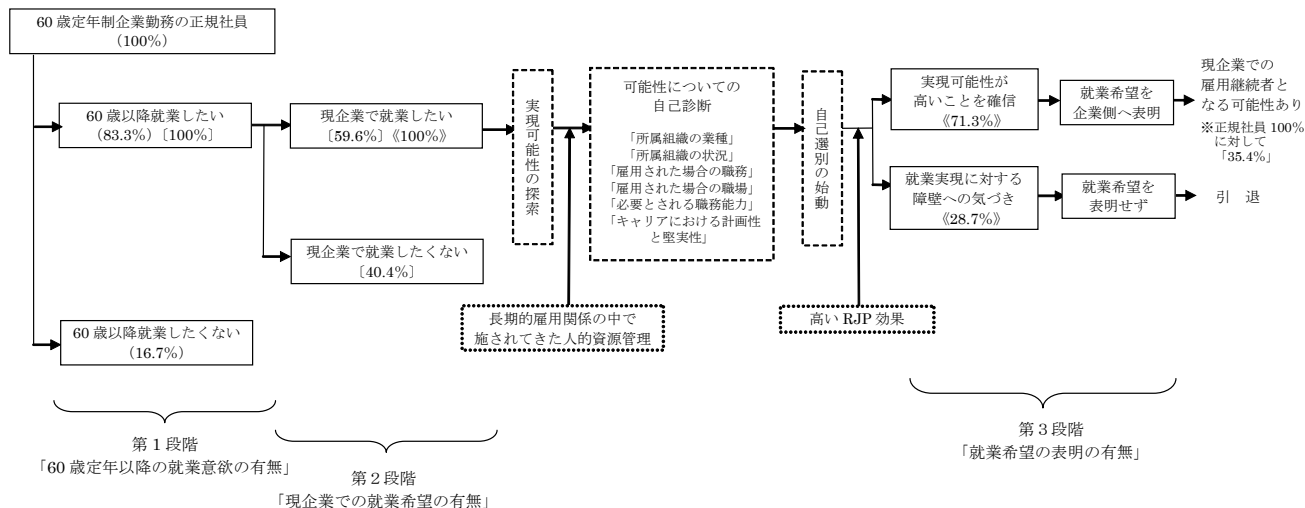 60 歳定年制企業勤務の正規社員
(100%)
60 歳以降就業したい
(83.3%)〔100%〕
60 歳以降就業したくない
(16.7%)
現企業で就業したい
〔59.6%〕《100%》
現企業で就業したくない
〔40.4%〕
実現可能性の探索
可能性についての
自己診断
「所属組織の業種」
「所属組織の状況」
「雇用された場合の職務」
「雇用された場合の職場」
「必要とされる職務能力」
「キャリアにおける計画性
と堅実性」
自己選別の始動
実現可能性が
高いことを確信
《71.3%》
就業希望を
企業側へ表明
現企業での
雇用継続者と
なる可能性あり
※正規社員 100%
に対して
「35.4%」
就業実現に対する
障壁への気づき
《28.7%》
就業希望を
表明せず
引 退
長期的雇用関係の中で
施されてきた人的資源管理
高い RJP 効果
第 1 段階
「60 歳定年以降の就業意欲の有無」
第 2 段階
「現企業での就業希望の有無」
第 3 段階
「就業希望の表明の有無」